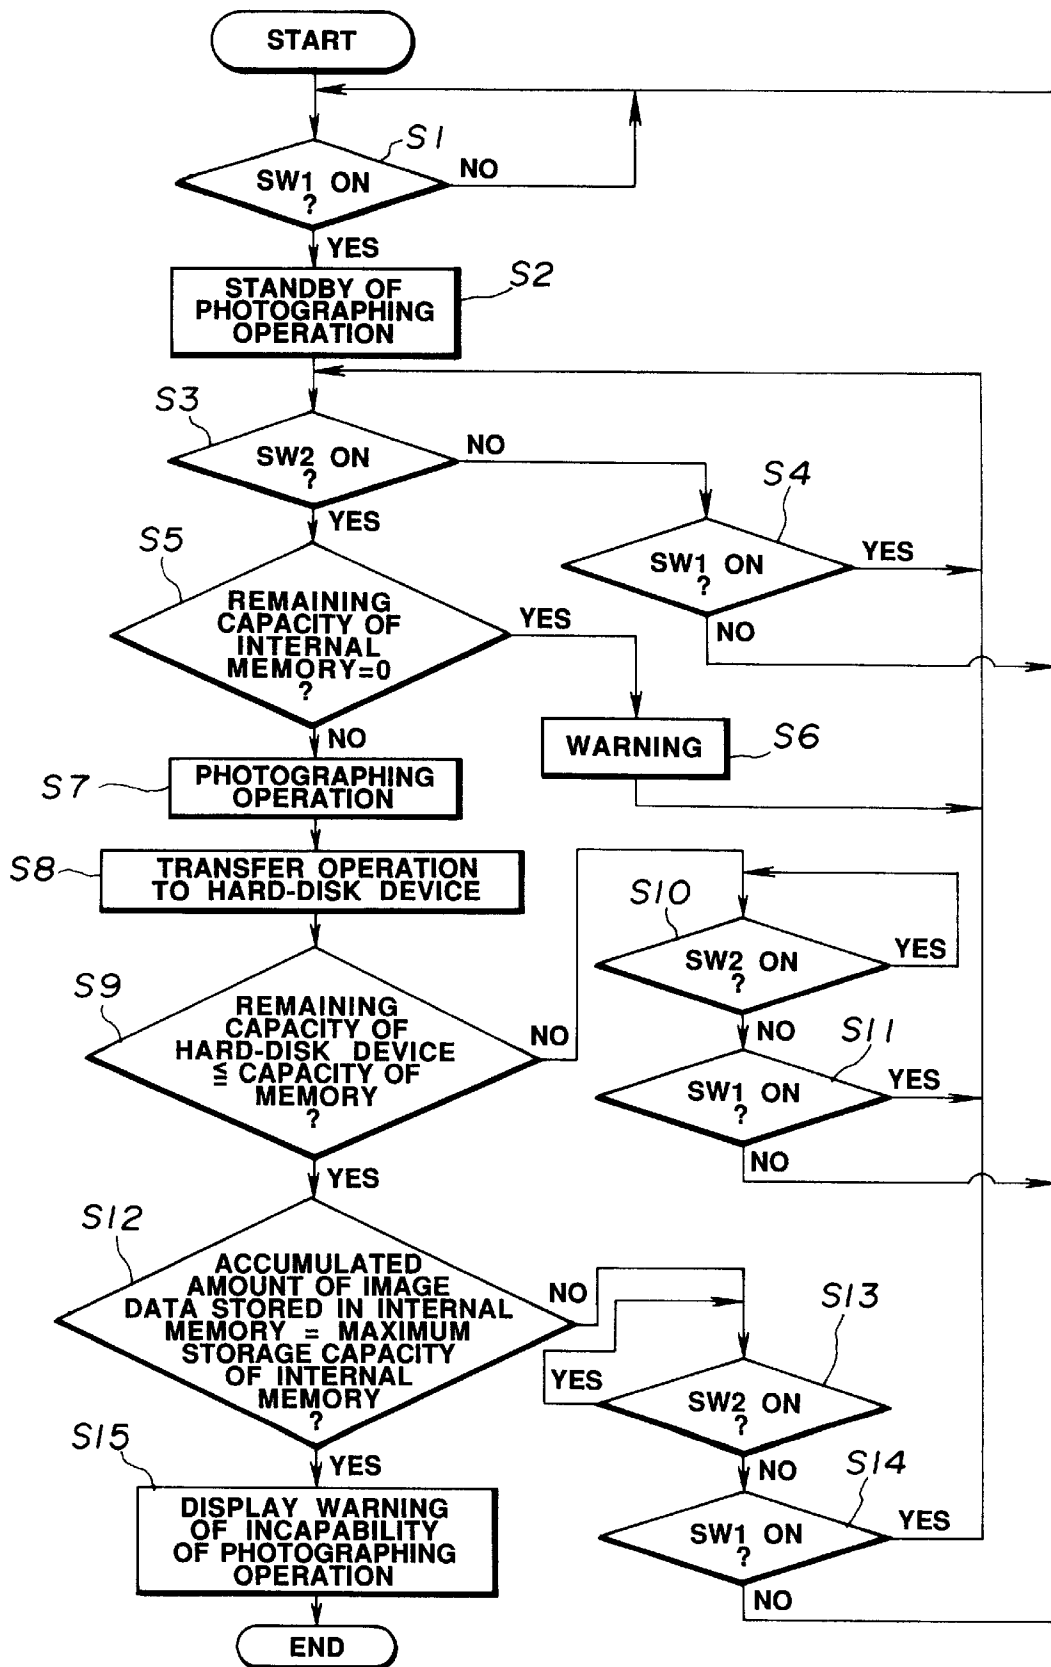 START
S1
SW1 ON
?
NO
YES
STANDBY OF
PHOTOGRAPHING
OPERATION
S2
S3
SW2 ON
?
NO
YES
S4
SW1 ON
?
YES
NO
S5
REMAINING
CAPACITY OF
INTERNAL
MEMORY=0
?
YES
NO
WARNING
S6
S7
PHOTOGRAPHING
OPERATION
S8
TRANSFER OPERATION
TO HARD-DISK DEVICE
S9
REMAINING
CAPACITY OF
HARD-DISK DEVICE
≦ CAPACITY OF
MEMORY
?
NO
YES
S10
SW2 ON
?
YES
NO
S11
SW1 ON
?
YES
NO
S12
ACCUMULATED
AMOUNT OF IMAGE
DATA STORED IN INTERNAL
MEMORY = MAXIMUM
STORAGE CAPACITY
OF INTERNAL
MEMORY
?
NO
YES
S13
SW2 ON
?
YES
NO
S14
SW1 ON
?
YES
NO
S15
DISPLAY WARNING
OF INCAPABILITY
OF PHOTOGRAPHING
OPERATION
END